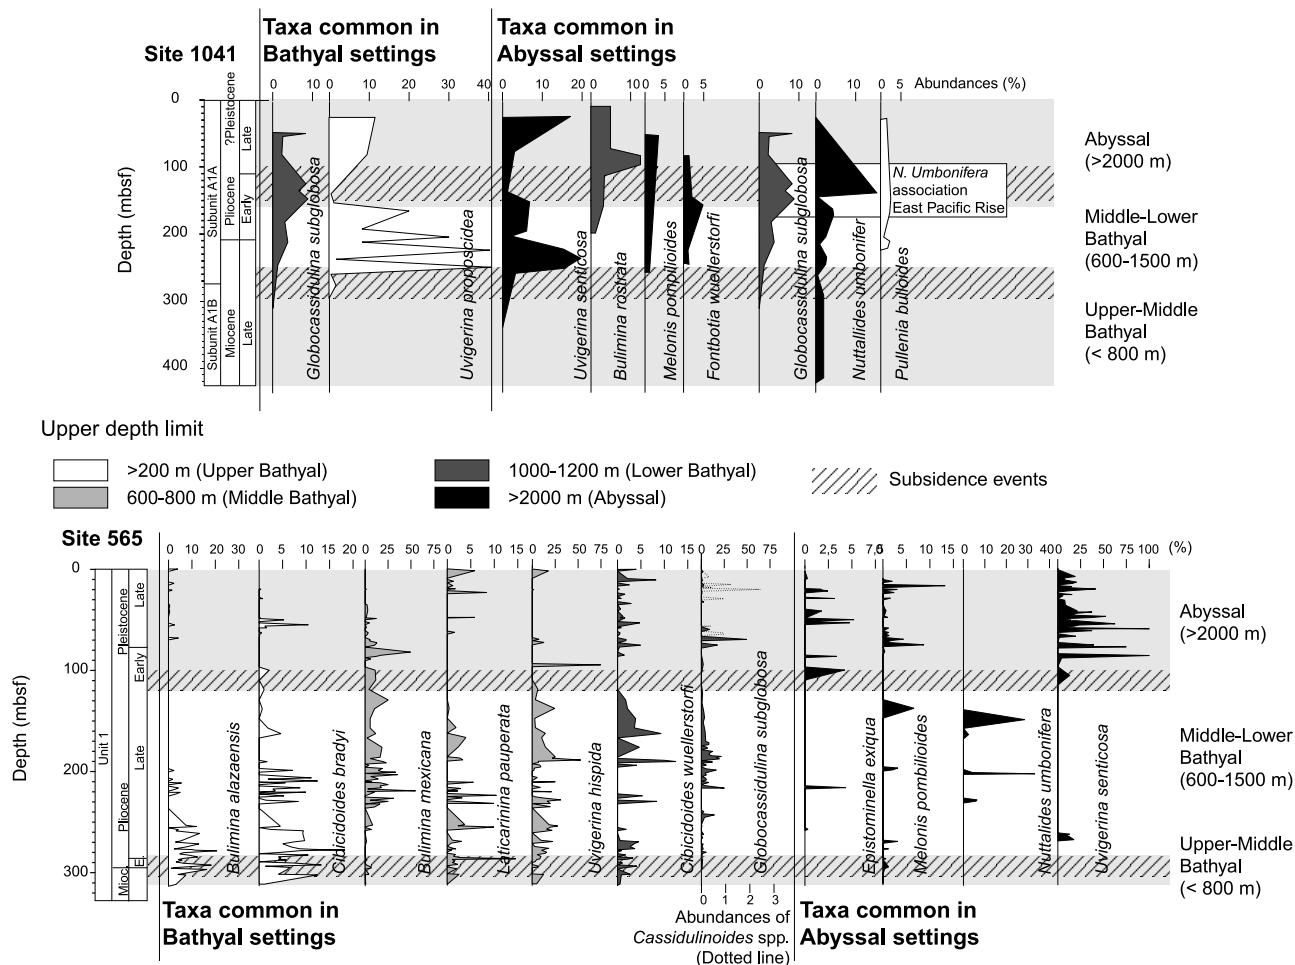 Taxa common in
Bathyal settings
Taxa common in
Abyssal settings
Site 1041
0 10
0 10 20 30 40
0 10 20
0 10
0 5
0 5
0 10
0 10
0 5
Abundances (%)
Depth (mbsf)
0
100
200
300
400
Subunit A1A
Subunit A1B
?Pleistocene
Pliocene
Miocene
Late
Early
Late
Globocassidulina subglobosa
Uvigerina proposcidea
Uvigerina senticosa
Bulimina rostrata
Melonis pompilioides
Fontbotia wuellerstorfi
Globocassidulina subglobosa
Nuttallides umbonifer
Pullenia bulloides
N. Umbonifera
association
East Pacific Rise
Abyssal
(>2000 m)
Middle-Lower
Bathyal
(600-1500 m)
Upper-Middle
Bathyal
(< 800 m)
Upper depth limit
>200 m (Upper Bathyal)
600-800 m (Middle Bathyal)
1000-1200 m (Lower Bathyal)
>2000 m (Abyssal)
Subsidence events
Site 565
0 10 20 30
0 5 10 15
0 25 50 75
0 5 10 15
0 25 50 75
0 5 10 15
0 25 50 75
0 2,5 5 7,5
0 5 10 15
0 10 20 30 40
0 25 50 75 100
(%)
Depth (mbsf)
0
100
200
300
Unit 1
Pleistocene
Pliocene
Mioc.
Late
Early
Late
E.
Bulimina alazaensis
Cibicidoides bradyi
Bulimina mexicana
Laticarinina pauperata
Uvigerina hispida
Cibicidoides wuellerstorfi
Globocassidulina subglobosa
Epistominella exiqua
Melonis pombilioides
Nuttalides umbonifera
Uvigerina senticosa
Abyssal
(>2000 m)
Middle-Lower
Bathyal
(600-1500 m)
Upper-Middle
Bathyal
(< 800 m)
0 1 2 3
Taxa common in
Bathyal settings
Abundances of
Cassidulinoides spp.
(Dotted line)
Taxa common in
Abyssal settings